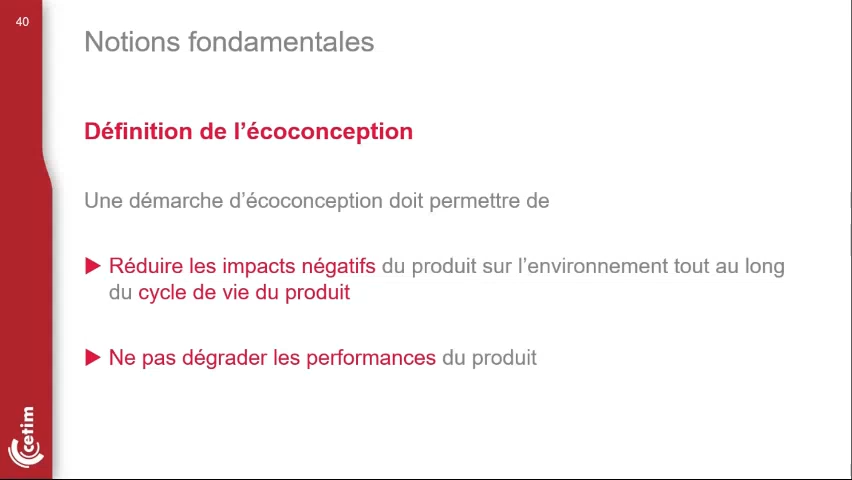 40
Notions fondamentales
Définition de l’écoconception
Une démarche d’écoconception doit permettre de
Réduire les impacts négatifs du produit sur l’environnement tout au long
du cycle de vie du produit
Ne pas dégrader les performances du produit
cetim